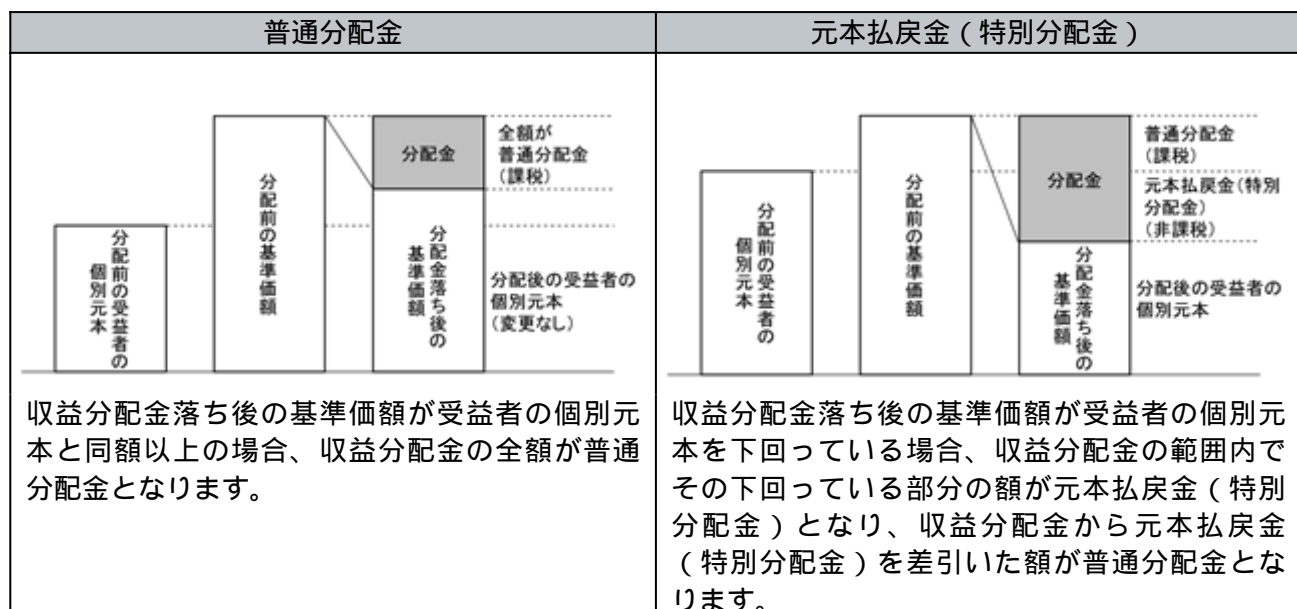 普通分配金
全額が
普通分配金
(課税)
分配金
分配前の受益者の
個別元本
分配前の基準価額
分配金落ち後の
基準価額
分配後の受益者の
個別元本
(変更なし)
収益分配金落ち後の基準価額が受益者の個別元
本と同額以上の場合、収益分配金の全額が普通
分配金となります。
元本払戻金（特別分配金）
普通分配金
(課税)
元本払戻金(特別
分配金)
(非課税)
分配金
分配前の受益者の
個別元本
分配前の基準価額
分配金落ち後の
基準価額
分配後の受益者の
個別元本
収益分配金落ち後の基準価額が受益者の個別元
本を下回っている場合、収益分配金の範囲内で
その下回っている部分の額が元本払戻金（特別
分配金）となり、収益分配金から元本払戻金
（特別分配金）を差引いた額が普通分配金とな
ります。